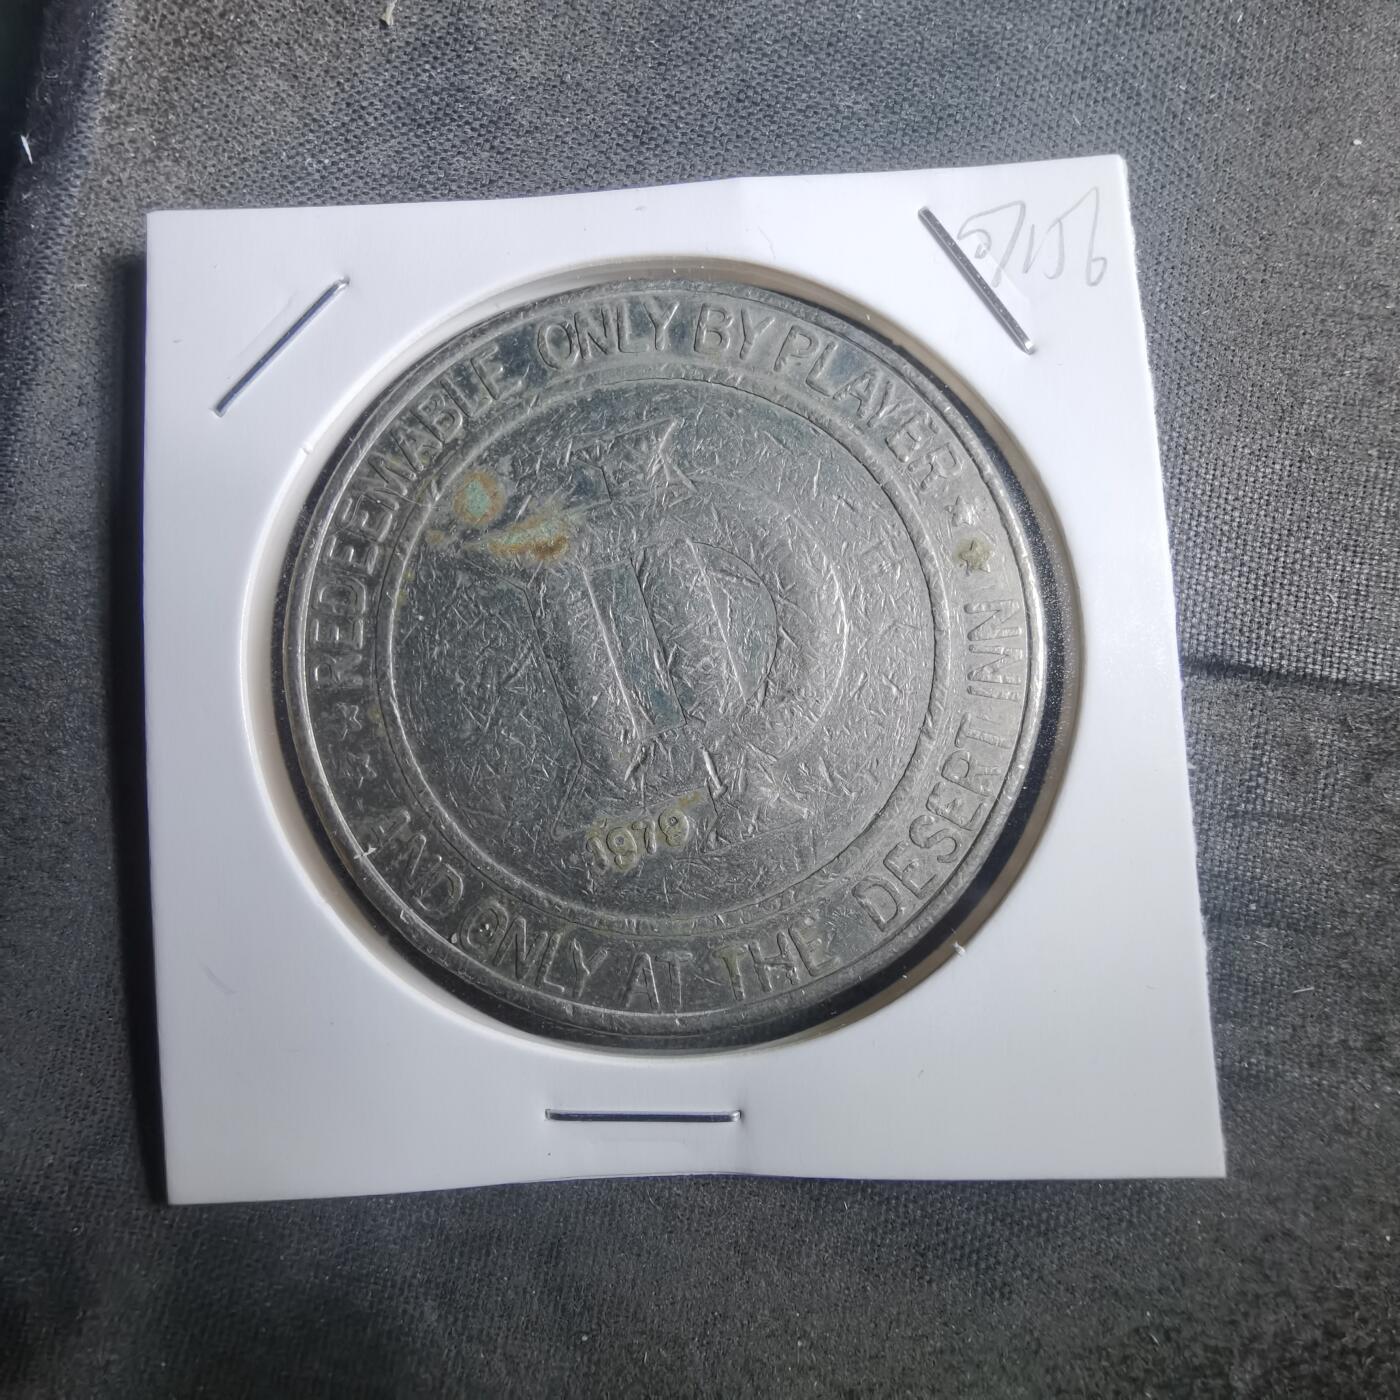 REDEEMABLE ONLY BY PLAYER
1979
AND ONLY AT THE DESERT INN